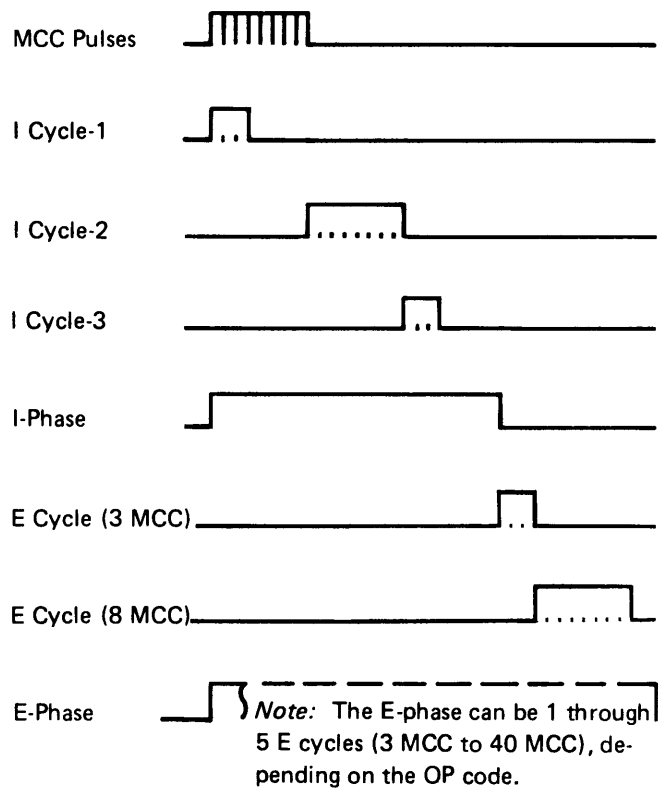 MCC Pulses
I Cycle-1
I Cycle-2
I Cycle-3
I-Phase
E Cycle (3 MCC)
E Cycle (8 MCC)
E-Phase
Note: The E-phase can be 1 through
5 E cycles (3 MCC to 40 MCC), de-
pending on the OP code.